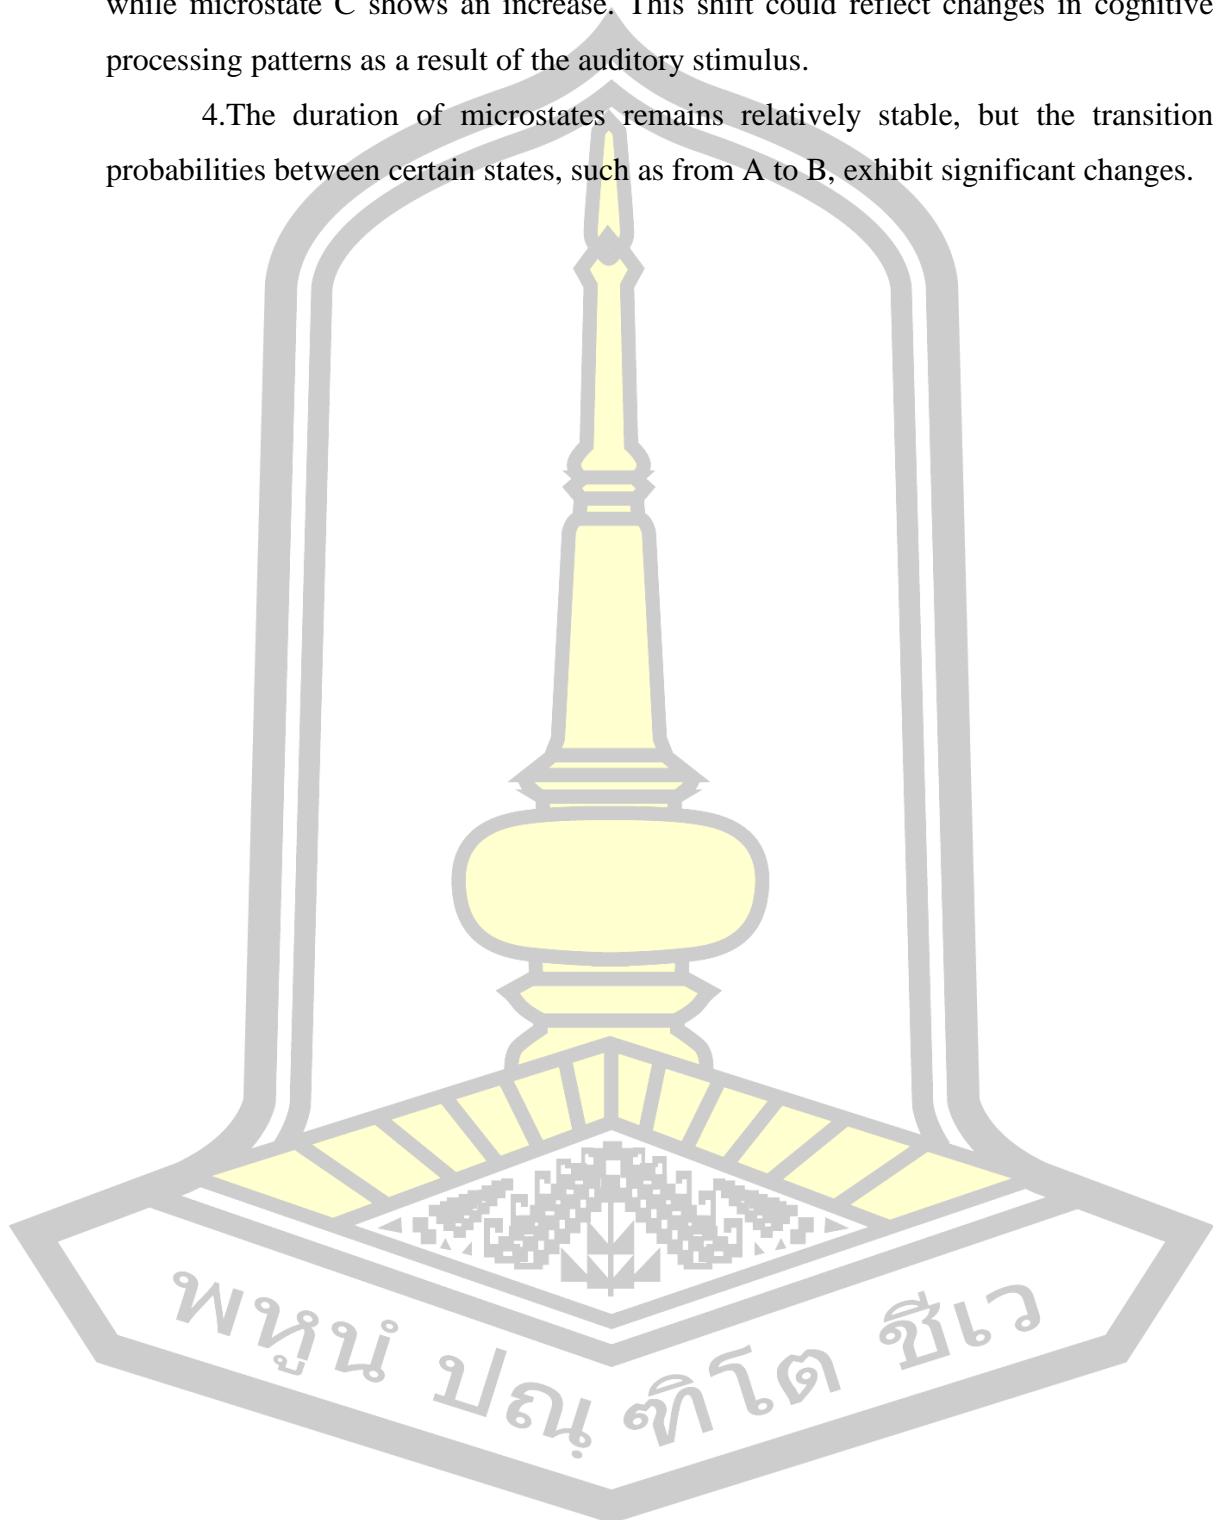 while microstate C shows an increase. This shift could reflect changes in cognitive
processing patterns as a result of the auditory stimulus.
4.The duration of microstates remains relatively stable, but the transition
probabilities between certain states, such as from A to B, exhibit significant changes.
พหูนํ ปณฺฑิโต ชีเว